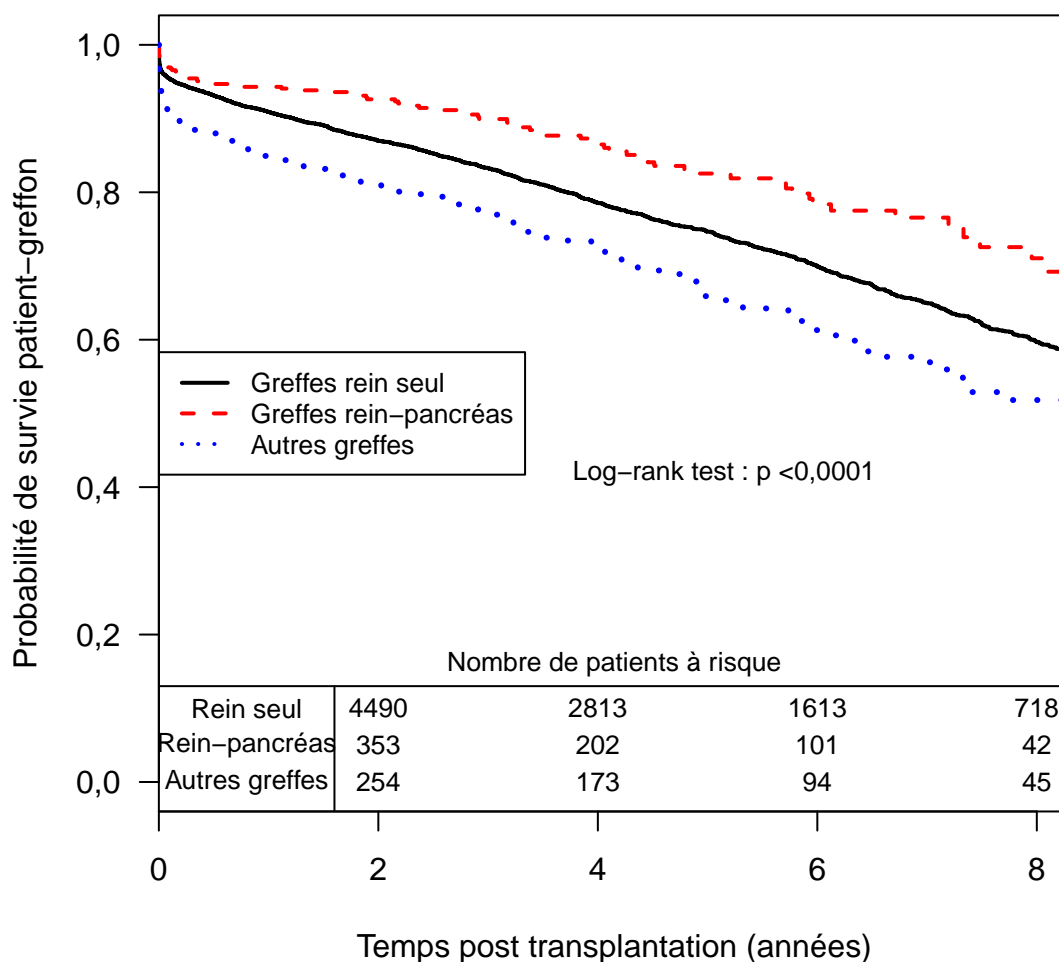 1,0
0,8
0,6
0,4
0,2
0,0
Probabilité de survie patient−greffon
Greffes rein seul
Greffes rein−pancréas
Autres greffes
Log−rank test : p <0,0001
Nombre de patients à risque
Rein seul 4490 2813 1613 718
Rein−pancréas 353 202 101 42
Autres greffes 254 173 94 45
0 2 4 6 8
Temps post transplantation (années)